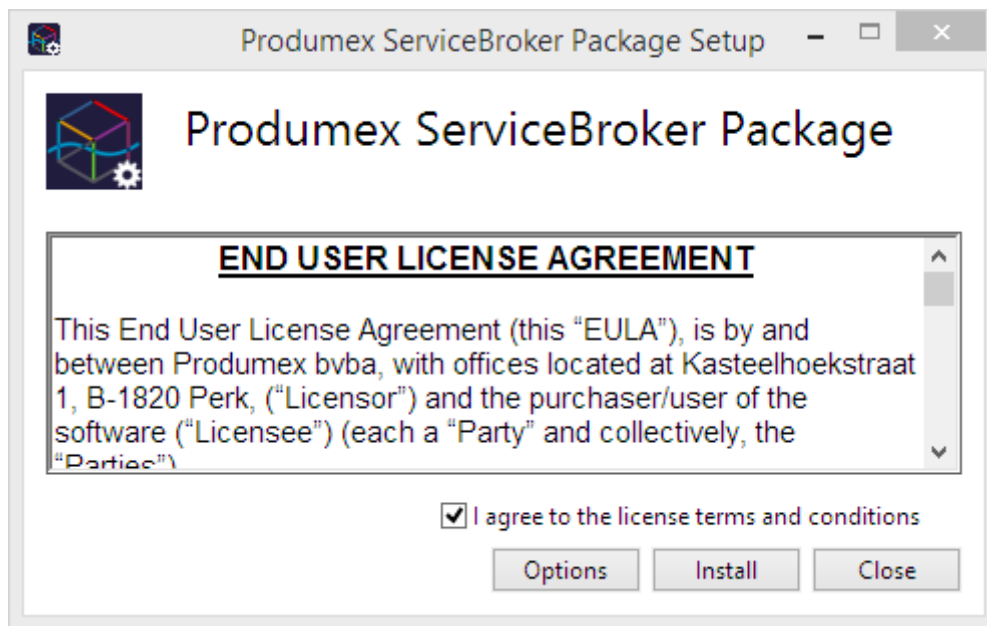 Produmex ServiceBroker Package Setup
Produmex ServiceBroker Package
END USER LICENSE AGREEMENT
This End User License Agreement (this “EULA”), is by and
between Produmex bvba, with offices located at Kasteelhoekstraat
1, B-1820 Perk, (“Licensor”) and the purchaser/user of the
software (“Licensee”) (each a “Party” and collectively, the
“Parties”)
I agree to the license terms and conditions
Options Install Close